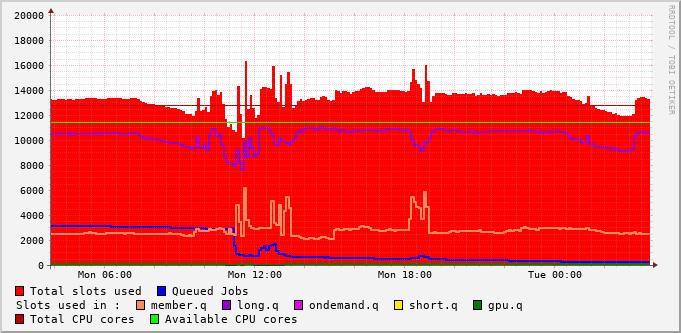 RRDTOOL / TOBI OETIKER
20000
18000
16000
14000
12000
10000
8000
6000
4000
2000
0
Mon 06:00 Mon 12:00 Mon 18:00 Tue 00:00
Total slots used Queued Jobs
Slots used in : member.q long.q ondemand.q short.q gpu.q
Total CPU cores Available CPU cores